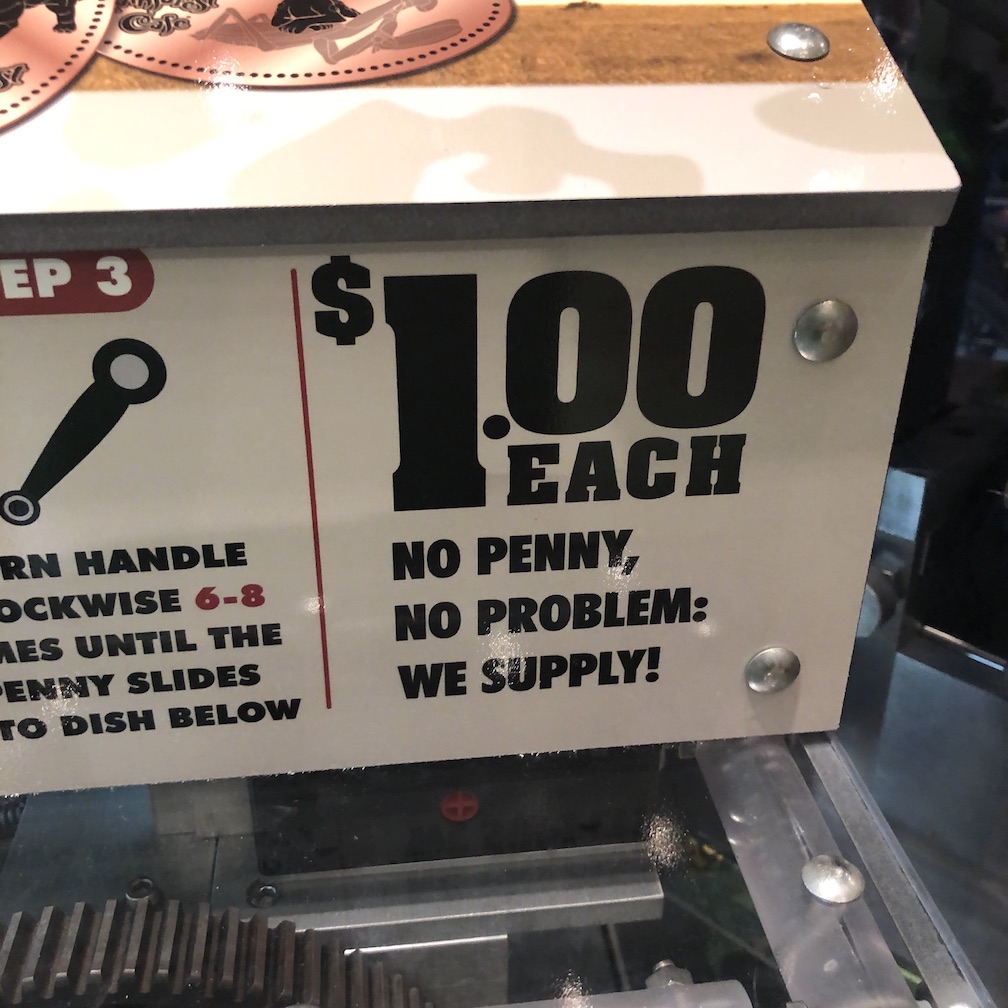 Cafe
EP 3
RN HANDLE
OCKWISE 6-8
MES UNTIL THE
PENNY SLIDES
TO DISH BELOW
$1.00
EACH
NO PENNY,
NO PROBLEM:
WE SUPPLY!